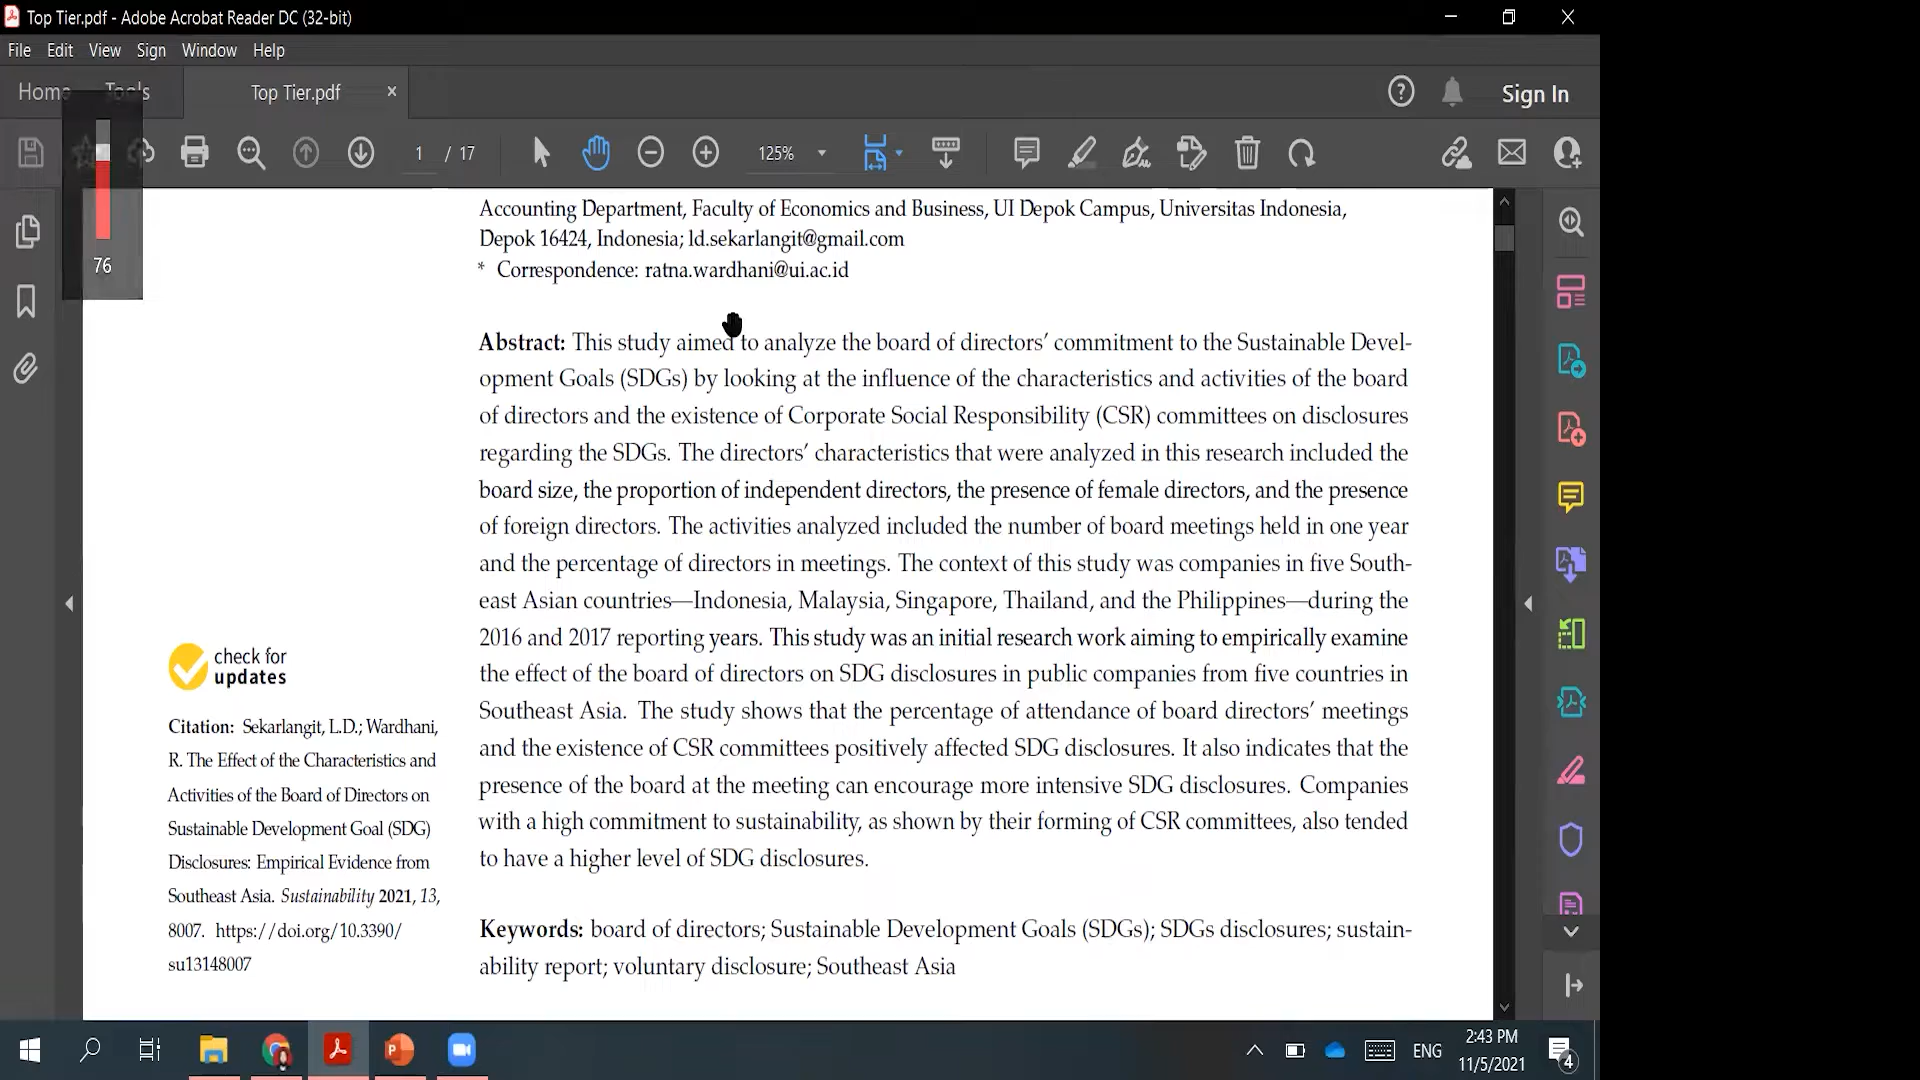 Top Tier.pdf - Adobe Acrobat Reader DC (32-bit)
File Edit View Sign Window Help
Home Tools Top Tier.pdf × Sign In
1 / 17 125%
76
Accounting Department, Faculty of Economics and Business, UI Depok Campus, Universitas Indonesia,
Depok 16424, Indonesia; ld.sekarlangit@gmail.com
* Correspondence: ratna.wardhani@ui.ac.id
Abstract: This study aimed to analyze the board of directors’ commitment to the Sustainable Devel-
opment Goals (SDGs) by looking at the influence of the characteristics and activities of the board
of directors and the existence of Corporate Social Responsibility (CSR) committees on disclosures
regarding the SDGs. The directors’ characteristics that were analyzed in this research included the
board size, the proportion of independent directors, the presence of female directors, and the presence
of foreign directors. The activities analyzed included the number of board meetings held in one year
and the percentage of directors in meetings. The context of this study was companies in five South-
east Asian countries—Indonesia, Malaysia, Singapore, Thailand, and the Philippines—during the
2016 and 2017 reporting years. This study was an initial research work aiming to empirically examine
the effect of the board of directors on SDG disclosures in public companies from five countries in
Southeast Asia. The study shows that the percentage of attendance of board directors’ meetings
and the existence of CSR committees positively affected SDG disclosures. It also indicates that the
presence of the board at the meeting can encourage more intensive SDG disclosures. Companies
with a high commitment to sustainability, as shown by their forming of CSR committees, also tended
to have a higher level of SDG disclosures.
Keywords: board of directors; Sustainable Development Goals (SDGs); SDGs disclosures; sustain-
ability report; voluntary disclosure; Southeast Asia
check for
updates
Citation: Sekarlangit, L.D.; Wardhani,
R. The Effect of the Characteristics and
Activities of the Board of Directors on
Sustainable Development Goal (SDG)
Disclosures: Empirical Evidence from
Southeast Asia. Sustainability 2021, 13,
8007. https://doi.org/10.3390/
su13148007
ENG
2:43 PM
11/5/2021
4